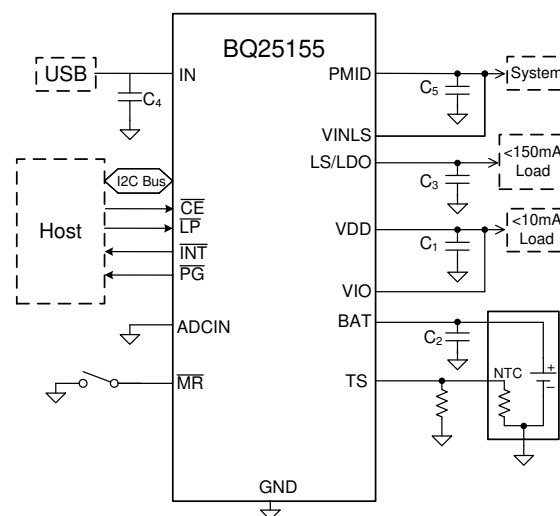 BQ25155
USB
IN
C4
PMID
C5
System
VINLS
LS/LDO
C3
<150mA
Load
I2C Bus
Host
CE
LP
INT
PG
VDD
C1
<10mA
Load
VIO
ADCIN
BAT
C2
MR
TS
NTC
+
−
GND